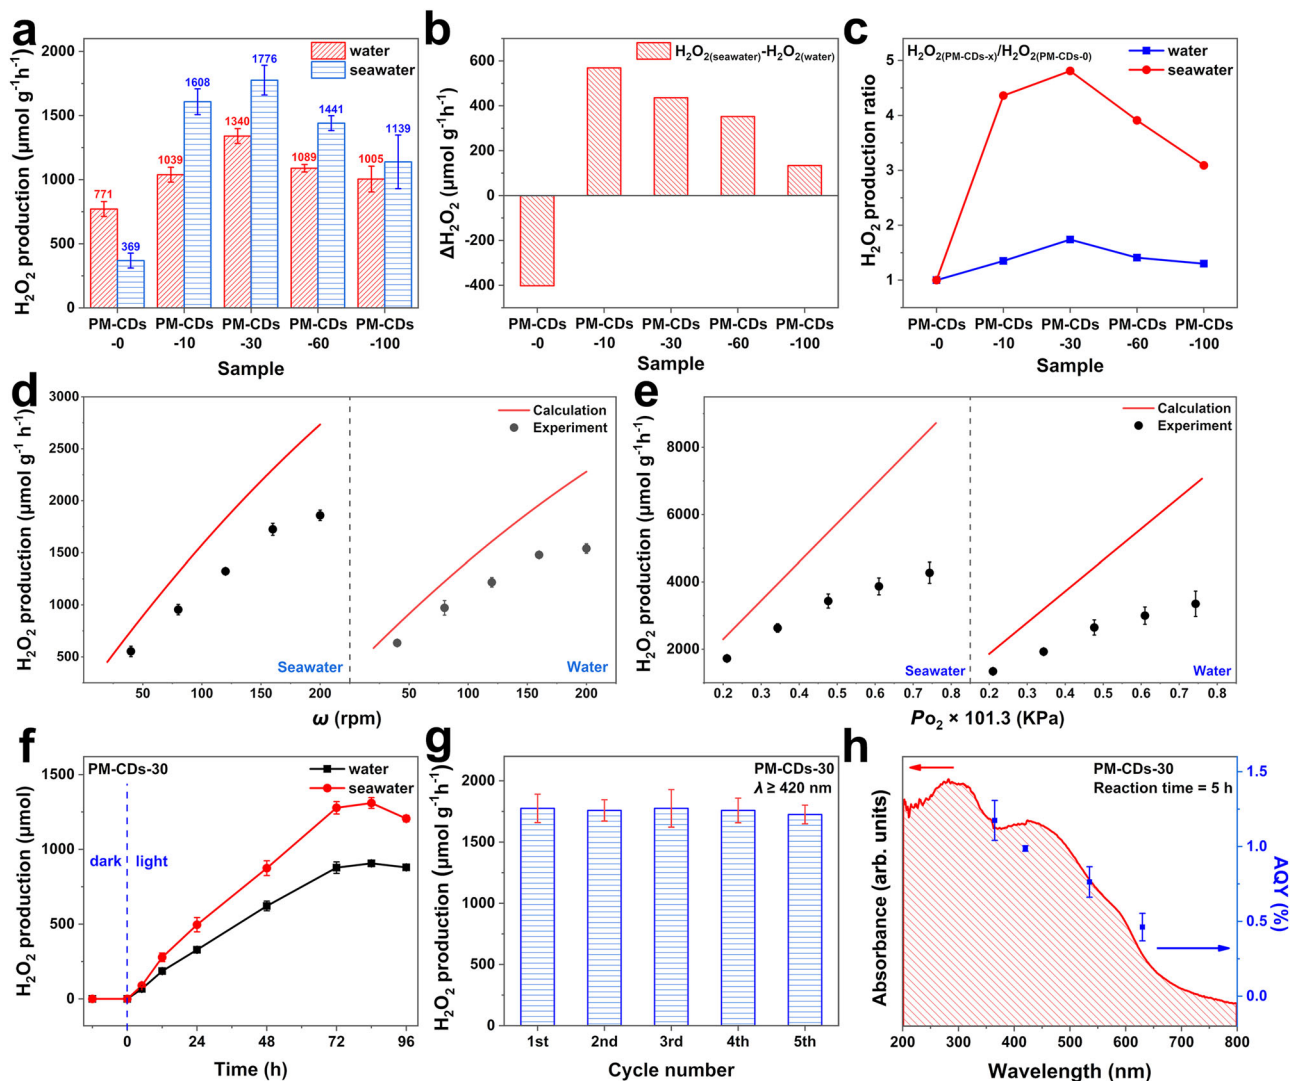 a
H₂O₂ production (μmol g⁻¹h⁻¹)
2000
1500
1000
500
0
water
seawater
771
369
1039
1608
1340
1776
1089
1441
1005
1139
PM-CDs PM-CDs PM-CDs PM-CDs PM-CDs
-0 -10 -30 -60 -100
Sample
b
ΔH₂O₂ (μmol g⁻¹h⁻¹)
600
400
200
0
-200
-400
H₂O₂(seawater)-H₂O₂(water)
PM-CDs PM-CDs PM-CDs PM-CDs PM-CDs
-0 -10 -30 -60 -100
Sample
c
H₂O₂ production ratio
5
4
3
2
1
H₂O₂(PM-CDs-x)/H₂O₂(PM-CDs-0)
water
seawater
PM-CDs PM-CDs PM-CDs PM-CDs PM-CDs
-0 -10 -30 -60 -100
Sample
d
H₂O₂ production (μmol g⁻¹ h⁻¹)
3000
2500
2000
1500
1000
500
Calculation
Experiment
Seawater
Water
50 100 150 200 50 100 150 200
ω (rpm)
e
H₂O₂ production (μmol g⁻¹h⁻¹)
8000
6000
4000
2000
Calculation
Experiment
Seawater
Water
0.2 0.3 0.4 0.5 0.6 0.7 0.8 0.2 0.3 0.4 0.5 0.6 0.7 0.8
Po₂ × 101.3 (KPa)
f
H₂O₂ production (μmol)
1500
1000
500
0
PM-CDs-30
water
seawater
dark light
0 24 48 72 96
Time (h)
g
H₂O₂ production (μmol g⁻¹h⁻¹)
2000
1750
1500
1250
1000
750
500
250
0
PM-CDs-30
λ ≥ 420 nm
1st 2nd 3rd 4th 5th
Cycle number
h
Absorbance (arb. units)
PM-CDs-30
Reaction time = 5 h
1.5
1.0
0.5
0.0
AQY (%)
200 300 400 500 600 700 800
Wavelength (nm)